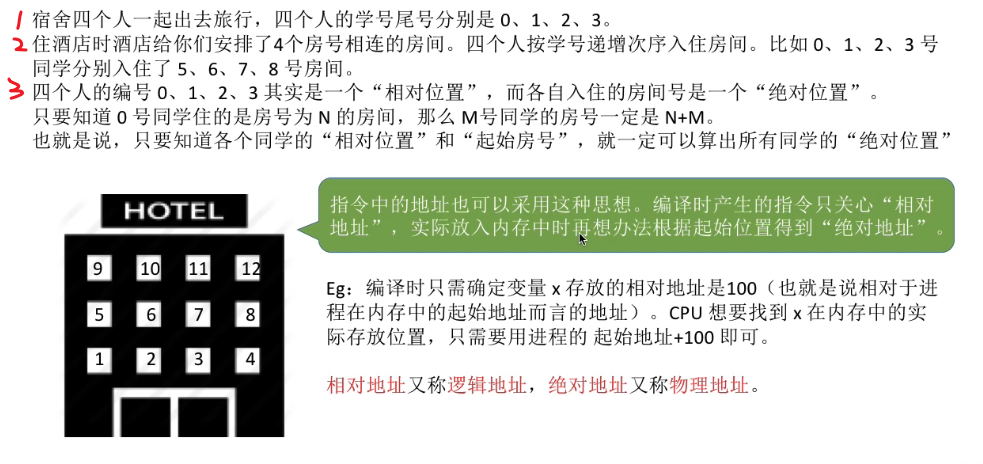 1 宿舍四个人一起出去旅行，四个人的学号尾号分别是 0、1、2、3。
2 住酒店时酒店给你们安排了4个房号相连的房间。四个人按学号递增次序入住房间。比如 0、1、2、3 号
同学分别入住了 5、6、7、8 号房间。
3 四个人的编号 0、1、2、3 其实是一个“相对位置”，而各自入住的房间号是一个“绝对位置”。
只要知道 0 号同学住的是房号为 N 的房间，那么 M号同学的房号一定是 N+M。
也就是说，只要知道各个同学的“相对位置”和“起始房号”，就一定可以算出所有同学的“绝对位置”
HOTEL
9 10 11 12
5 6 7 8
1 2 3 4
指令中的地址也可以采用这种思想。编译时产生的指令只关心“相对
地址”，实际放入内存中时再想办法根据起始位置得到“绝对地址”。
Eg：编译时只需确定变量 x 存放的相对地址是100（也就是说相对于进
程在内存中的起始地址而言的地址）。CPU 想要找到 x 在内存中的实
际存放位置，只需要用进程的 起始地址+100 即可。
相对地址又称逻辑地址，绝对地址又称物理地址。